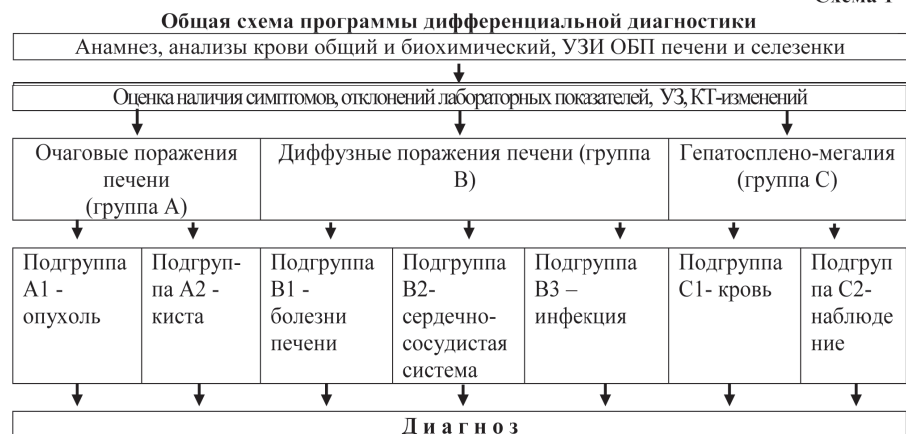 Схема 1
Общая схема программы дифференциальной диагностики
Анамнез, анализы крови общий и биохимический, УЗИ ОБП печени и селезенки
Оценка наличия симптомов, отклонений лабораторных показателей, УЗ, КТ-изменений
Очаговые поражения
печени
(группа А)
Диффузные поражения печени (группа
В)
Гепатосплено-мегалия
(группа С)
Подгруппа
А1 -
опухоль
Подгруп-
па А2 -
киста
Подгруппа
В1 -
болезни
печени
Подгруппа
В2-
сердечно-
сосудистая
система
Подгруппа
В3 –
инфекция
Подгруппа
С1- кровь
Подгруп
па С2-
наблюде
ние
Д и а г н о з